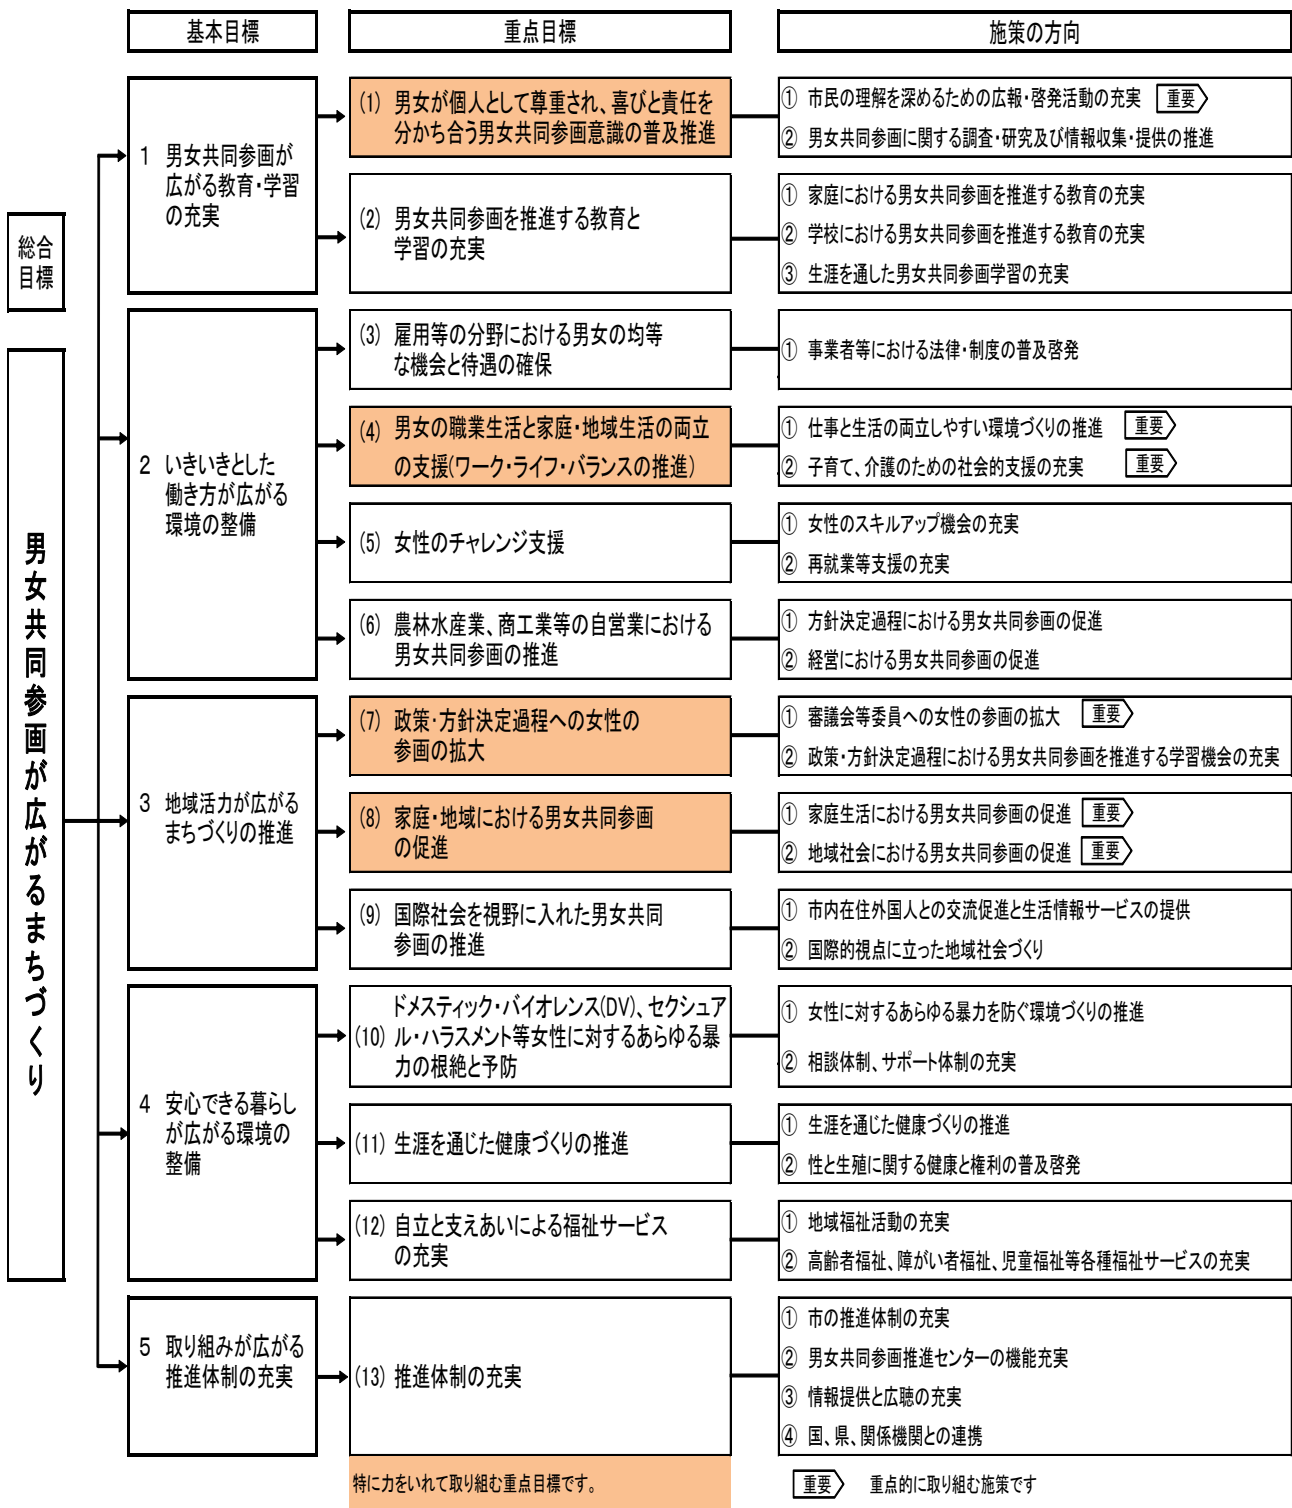 基本目標
重点目標
施策の方向
総合
目標
男女共同参画が広がるまちづくり
1 男女共同参画が
広がる教育・学習
の充実
(1) 男女が個人として尊重され、喜びと責任を
分かち合う男女共同参画意識の普及推進
① 市民の理解を深めるための広報・啓発活動の充実 重要
② 男女共同参画に関する調査・研究及び情報収集・提供の推進
(2) 男女共同参画を推進する教育と
学習の充実
① 家庭における男女共同参画を推進する教育の充実
② 学校における男女共同参画を推進する教育の充実
③ 生涯を通した男女共同参画学習の充実
2 いきいきとした
働き方が広がる
環境の整備
(3) 雇用等の分野における男女の均等
な機会と待遇の確保
① 事業者等における法律・制度の普及啓発
(4) 男女の職業生活と家庭・地域生活の両立
の支援(ワーク・ライフ・バランスの推進)
① 仕事と生活の両立しやすい環境づくりの推進 重要
② 子育て、介護のための社会的支援の充実 重要
(5) 女性のチャレンジ支援
① 女性のスキルアップ機会の充実
② 再就業等支援の充実
(6) 農林水産業、商工業等の自営業における
男女共同参画の推進
① 方針決定過程における男女共同参画の促進
② 経営における男女共同参画の促進
3 地域活力が広がる
まちづくりの推進
(7) 政策・方針決定過程への女性の
参画の拡大
① 審議会等委員への女性の参画の拡大 重要
② 政策・方針決定過程における男女共同参画を推進する学習機会の充実
(8) 家庭・地域における男女共同参画
の促進
① 家庭生活における男女共同参画の促進 重要
② 地域社会における男女共同参画の促進 重要
(9) 国際社会を視野に入れた男女共同
参画の推進
① 市内在住外国人との交流促進と生活情報サービスの提供
② 国際的視点に立った地域社会づくり
4 安心できる暮らし
が広がる環境の
整備
ドメスティック・バイオレンス(DV)、セクシュア
(10) ル・ハラスメント等女性に対するあらゆる暴
力の根絶と予防
① 女性に対するあらゆる暴力を防ぐ環境づくりの推進
② 相談体制、サポート体制の充実
(11) 生涯を通じた健康づくりの推進
① 生涯を通じた健康づくりの推進
② 性と生殖に関する健康と権利の普及啓発
(12) 自立と支えあいによる福祉サービス
の充実
① 地域福祉活動の充実
② 高齢者福祉、障がい者福祉、児童福祉等各種福祉サービスの充実
5 取り組みが広がる
推進体制の充実
(13) 推進体制の充実
① 市の推進体制の充実
② 男女共同参画推進センターの機能充実
③ 情報提供と広聴の充実
④ 国、県、関係機関との連携
特に力をいれて取り組む重点目標です。
重要 重点的に取り組む施策です